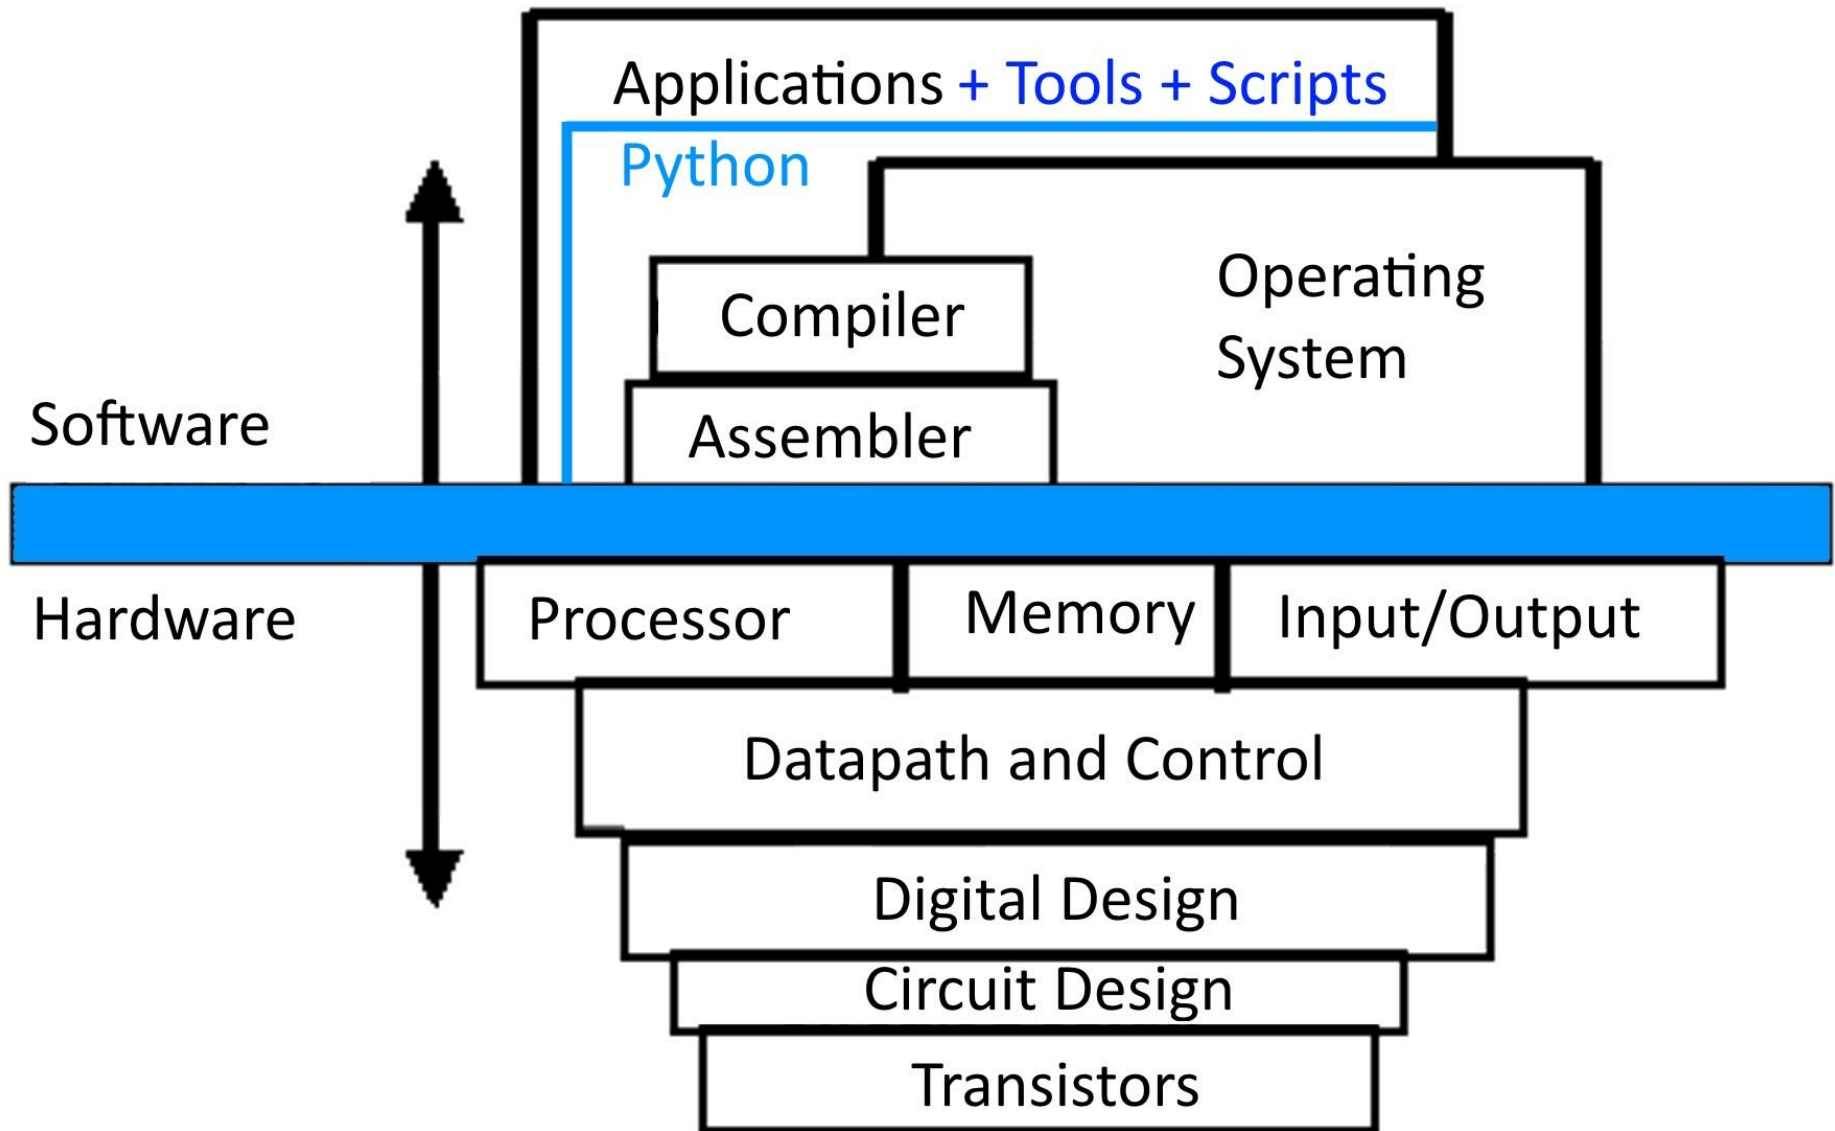 Applications + Tools + Scripts
Python
Compiler
Operating
System
Assembler
Software
Hardware
Processor
Memory
Input/Output
Datapath and Control
Digital Design
Circuit Design
Transistors